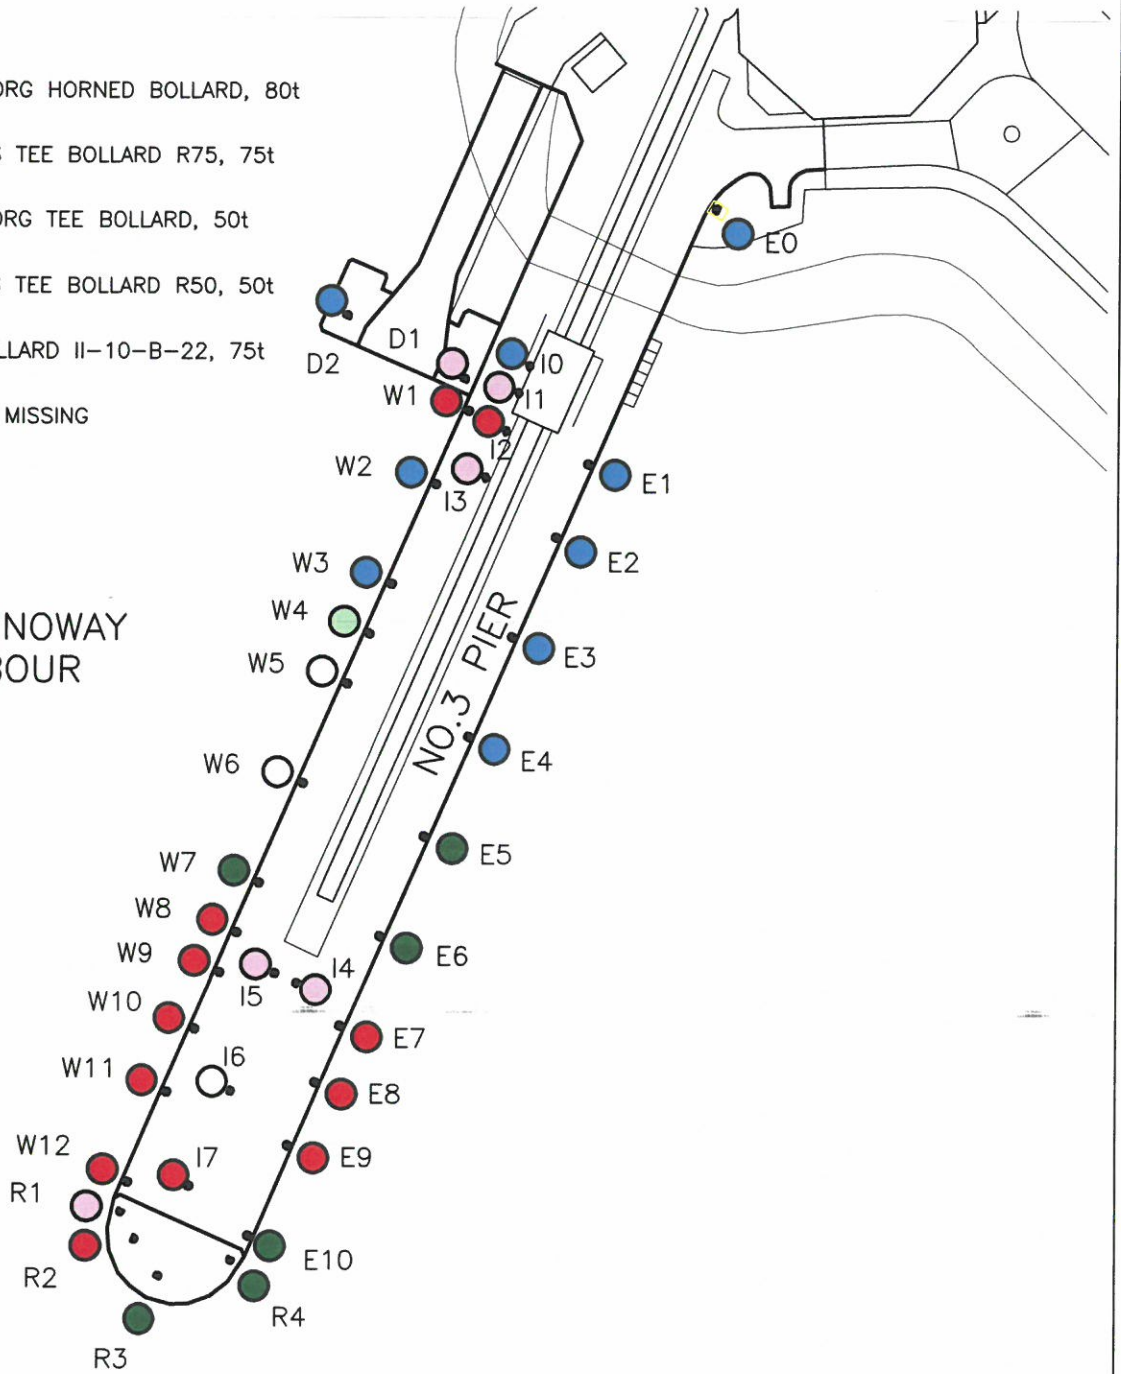 ORG HORNED BOLLARD, 80t
S TEE BOLLARD R75, 75t
ORG TEE BOLLARD, 50t
S TEE BOLLARD R50, 50t
LLARD II-10-B-22, 75t
MISSING
NOWAY
BOUR
NO.3 PIER
E0
D1
D2
I0
I1
W1
I2
W2
I3
E1
W3
E2
W4
E3
W5
E4
W6
E5
W7
W8
E6
W9
I4
I5
W10
E7
I6
W11
E8
W12
I7
E9
R1
R2
E10
R4
R3